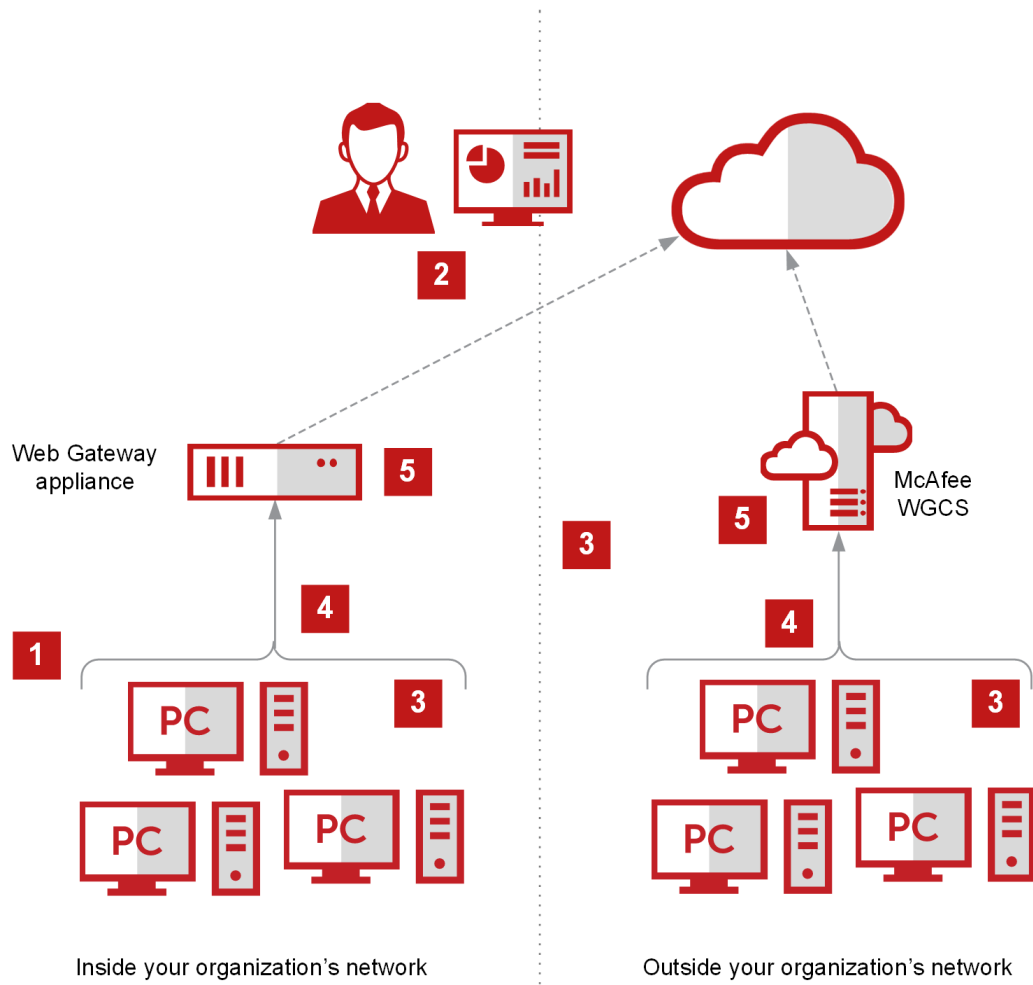 2
Web Gateway
appliance
5
McAfee
WGCS
5
3
4
4
1
3
3
PC
PC
PC
PC
PC
PC
Inside your organization's network
Outside your organization's network